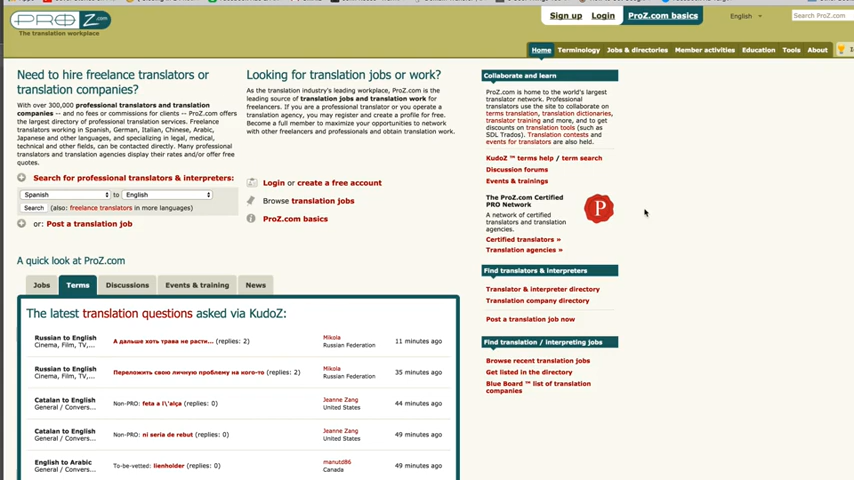 PRO Z.com
The translation workplace
Sign up Login ProZ.com basics
English
Search ProZ.com
Home Terminology Jobs & directories Member activities Education Tools About
Need to hire freelance translators or
translation companies?
With over 300,000 professional translators and translation
companies -- and no fees or commissions for clients -- ProZ.com offers
the largest directory of professional translation services. Freelance
translators working in Spanish, German, Italian, Chinese, Arabic,
Japanese and other languages, and specializing in legal, medical,
technical and other fields, can be contacted directly. Many professional
translators and translation agencies display their rates and/or offer free
quotes.
Search for professional translators & interpreters:
Spanish to English
Search (also: freelance translators in more languages)
or: Post a translation job
Looking for translation jobs or work?
As the translation industry's leading workplace, ProZ.com is the
leading source of translation jobs and translation work for
freelancers. If you are a professional translator or you operate a
translation agency, you may register and create a profile for free.
Become a full member to maximize your opportunities to network
with other freelancers and professionals and obtain translation work.
Login or create a free account
Browse translation jobs
ProZ.com basics
Collaborate and learn
ProZ.com is home to the world's largest
translator network. Professional
translators use the site to collaborate on
terms translation, translation dictionaries,
translator training and more, and to get
discounts on translation tools (such as
SDL Trados). Translation contests and
events for translators are also held.
KudoZ ™ terms help / term search
Discussion forums
Events & trainings
The ProZ.com Certified
PRO Network
A network of certified
translators and translation
agencies.
P
Certified translators »
Translation agencies »
Find translators & interpreters
Translator & interpreter directory
Translation company directory
Post a translation job now
Find translation / interpreting jobs
Browse recent translation jobs
Get listed in the directory
Blue Board ™ list of translation
companies
A quick look at ProZ.com
Jobs Terms Discussions Events & training News
The latest translation questions asked via KudoZ:
Russian to English А дальше хоть трава не расти... (replies: 2) Mikola 11 minutes ago
Cinema, Film, TV,... Russian Federation
Russian to English Переложить свою личную проблему на кого-то (replies: 2) Mikola 35 minutes ago
Cinema, Film, TV,... Russian Federation
Catalan to English Non-PRO: feta a l\'alça (replies: 0) Jeanne Zang 44 minutes ago
General / Convers... United States
Catalan to English Non-PRO: ni seria de rebut (replies: 0) Jeanne Zang 49 minutes ago
General / Convers... United States
English to Arabic To-be-vetted: lienholder (replies: 0) manutd86 49 minutes ago
General / Convers... Canada